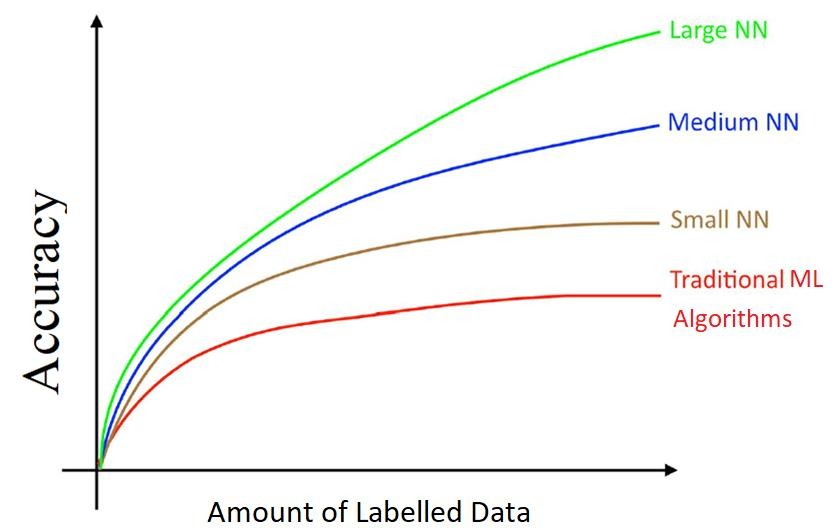 Large NN
Medium NN
Small NN
Traditional ML
Algorithms
Accuracy
Amount of Labelled Data